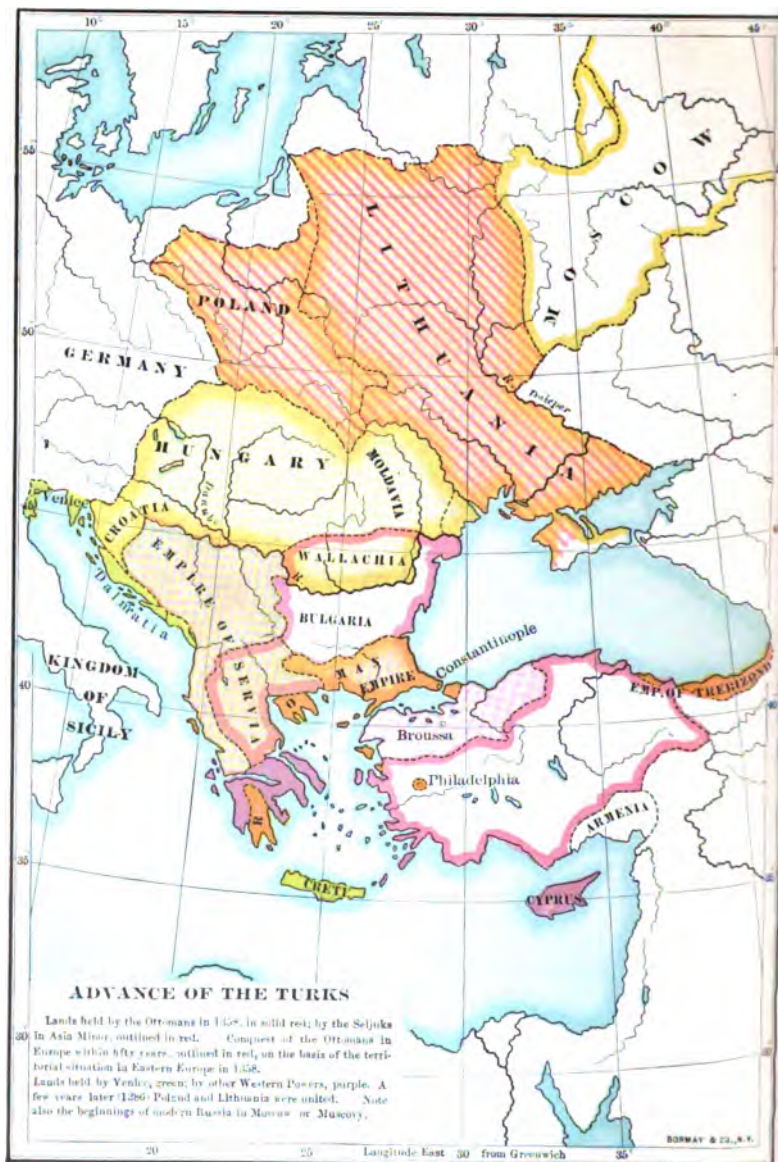 10° 15° 20° 25° 30° 35° 40° 45°
55
50
40
35
30
MOSCOW
LITHUANIA
POLAND
GERMANY
R. Dnieper
HUNGARY
MOLDAVIA
Venice
CROATIA
EMPIRE OF SERVIA
WALLACHIA
R.
Dalmatia
BULGARIA
Constantinople
KINGDOM
OF
SICILY
ROMAN
EMPIRE
EMP. OF TREBIZOND
Broussa
Philadelphia
ARMENIA
CRETE
CYPRUS
ADVANCE OF THE TURKS
Lands held by the Ottomans in 1358, in solid red; by the Seljuks
in Asia Minor, outlined in red. Conquest of the Ottomans in
Europe within fifty years, outlined in red, on the basis of the terri-
torial situation in Eastern Europe in 1358.
Lands held by Venice, green; by other Western Powers, purple. A
few years later (1386) Poland and Lithuania were united. Note
also the beginnings of modern Russia in Moscow or Muscovy.
20 25 Longitude East 30 from Greenwich 35°
BORMAY & CO., N.Y.